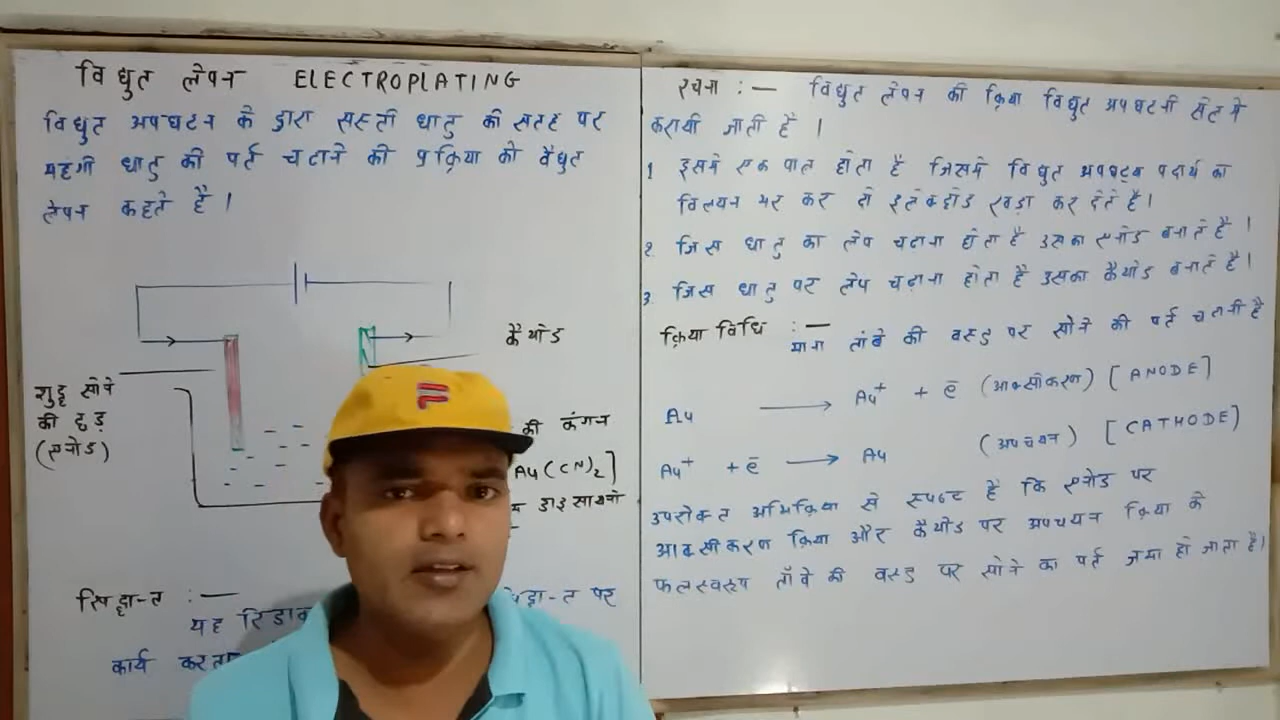 विधुत लेपन ELECTROPLATING
विधुत अपघटन के द्वारा सस्ती धातु की सतह पर
महगी धातु की पर्त चढाने की प्रक्रिया को वैधुत
लेपन कहते है ।
कैथोड
शुद्ध सोने
की छड़
(एनोड)
की कंगन
Au(CN)₂]
डाइसायनो
सिद्धान्त :—
यह रिडाक
सिद्धान्त पर
कार्य करता
रचना :— विधुत लेपन की क्रिया विधुत अपघटनी सेल मे
करायी जाती है ।
1 इसमे एक पात्र होता है जिसमे विधुत अपघट्य पदार्थ का
विलयन भर कर दो इलेक्ट्रोड खड़ा कर देते है।
2 जिस धातु का लेप चढाना होता है उसका एनोड बनाते है ।
3. जिस धातु पर लेप चढ़ाना होता है उसका कैथोड बनाते है।
क्रिया विधि :—
माना तांबे की वस्तु पर सोने की पर्त चढानी है
Au ⟶ Au⁺ + ē (आक्सीकरण) [ANODE]
Au⁺ + ē ⟶ Au (अपचयन) [CATHODE]
उपरोक्त अभिक्रिया से स्पष्ट है कि एनोड पर
आक्सीकरण क्रिया और कैथोड पर अपचयन क्रिया के
फलस्वरूप ताँबे की वस्तु पर सोने का पर्त जमा हो जाता है।
F